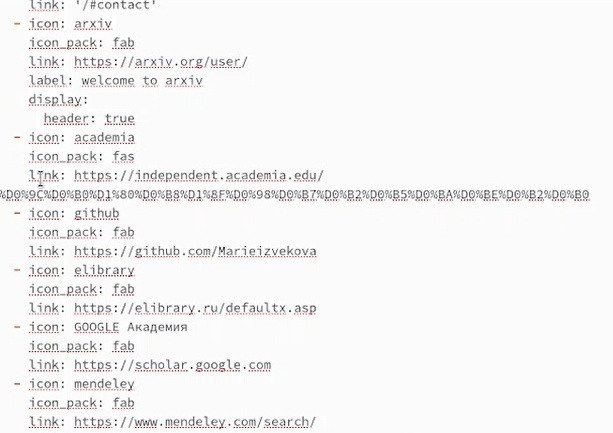 link: '/#contact'
- icon: arxiv
icon_pack: fab
link: https://arxiv.org/user/
label: welcome to arxiv
display:
header: true
- icon: academia
icon_pack: fas
link: https://independent.academia.edu/
%D0%9C%D0%B0%D1%80%D0%B8%D1%8F%D0%98%D0%B7%D0%B2%D0%B5%D0%BA%D0%BE%D0%B2%D0%B0
- icon: github
icon_pack: fab
link: https://github.com/Marieizvekova
- icon: elibrary
icon_pack: fab
link: https://elibrary.ru/defaultx.asp
- icon: GOOGLE Академия
icon_pack: fab
link: https://scholar.google.com
- icon: mendeley
icon_pack: fab
link: https://www.mendeley.com/search/